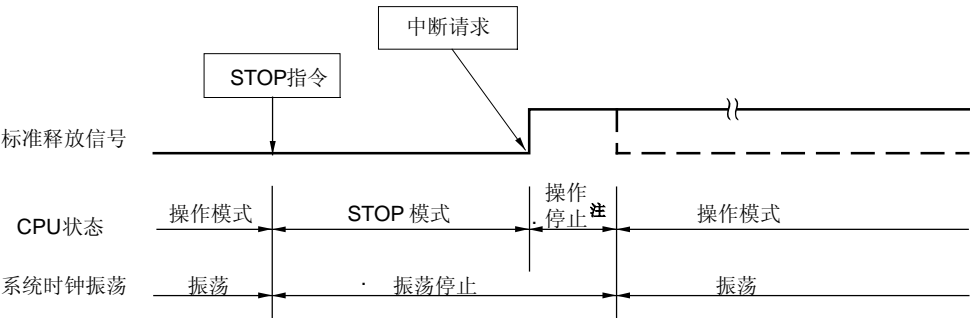 中断请求
STOP指令
标准释放信号
CPU状态
操作模式
STOP 模式
操作
停止注
操作模式
系统时钟振荡
振荡
振荡停止
振荡